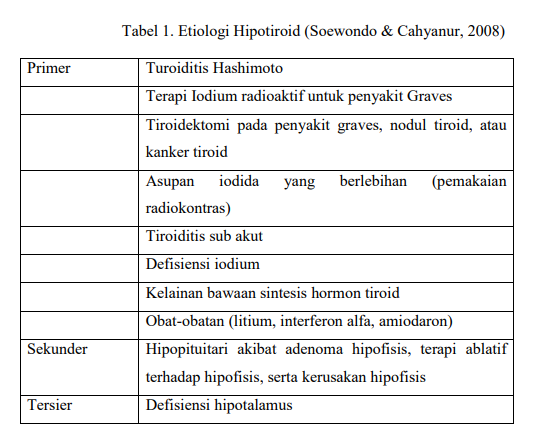 Tabel 1. Etiologi Hipotiroid (Soewondo & Cahyanur, 2008)
Primer Turoiditis Hashimoto
Terapi Iodium radioaktif untuk penyakit Graves
Tiroidektomi pada penyakit graves, nodul tiroid, atau
kanker tiroid
Asupan iodida yang berlebihan (pemakaian
radiokontras)
Tiroiditis sub akut
Defisiensi iodium
Kelainan bawaan sintesis hormon tiroid
Obat-obatan (litium, interferon alfa, amiodaron)
Sekunder Hipopituitari akibat adenoma hipofisis, terapi ablatif
terhadap hipofisis, serta kerusakan hipofisis
Tersier Defisiensi hipotalamus